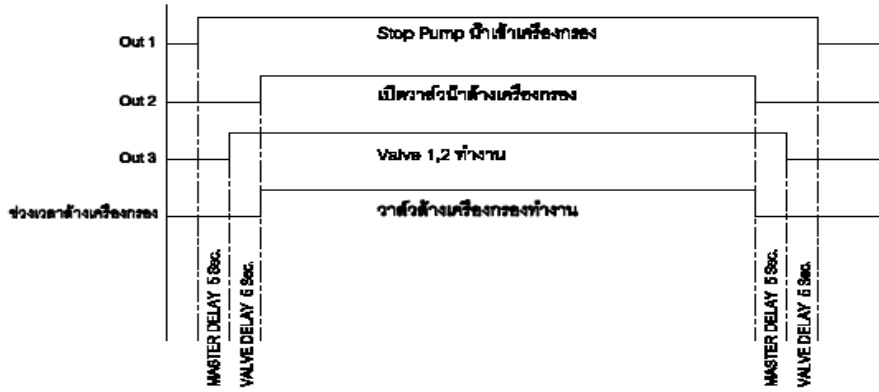 Out 1
Stop Pump น้ำเข้าเครื่องกรอง
Out 2
เปิดวาล์วน้ำล้างเครื่องกรอง
Out 3
Valve 1,2 ทำงาน
ช่วงเวลาล้างเครื่องกรอง
วาล์วล้างเครื่องกรองทำงาน
MASTER DELAY 5 Sec.
VALVE DELAY 5 Sec.
MASTER DELAY 5 Sec.
VALVE DELAY 5 Sec.